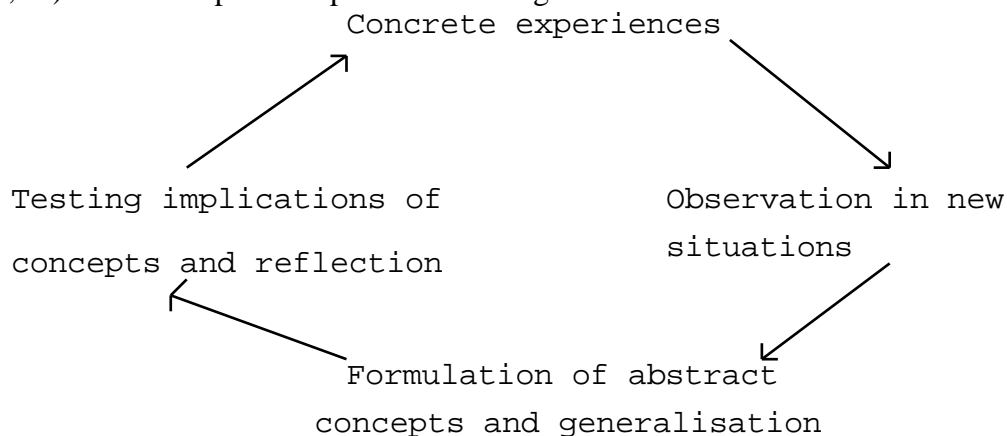 Concrete experiences
Testing implications of
concepts and reflection
Observation in new
situations
Formulation of abstract
concepts and generalisation